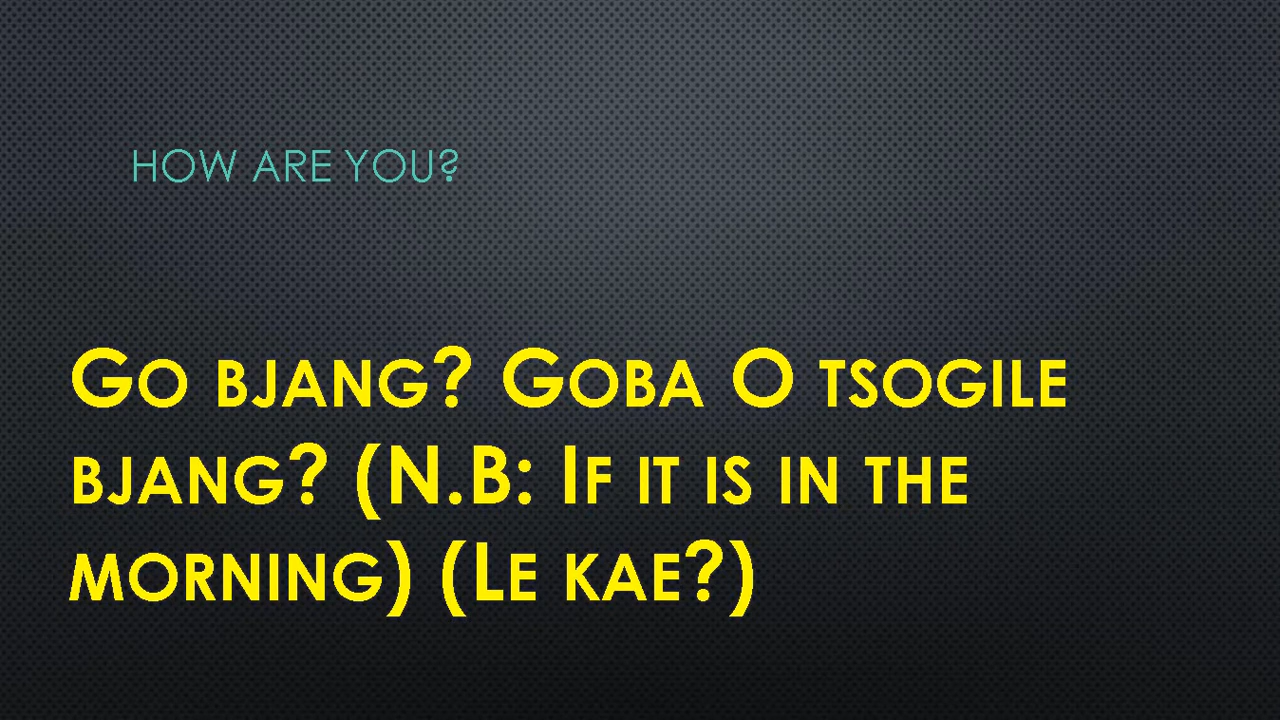 HOW ARE YOU?
GO BJANG? GOBA O TSOGILE
BJANG? (N.B: IF IT IS IN THE
MORNING) (LE KAE?)